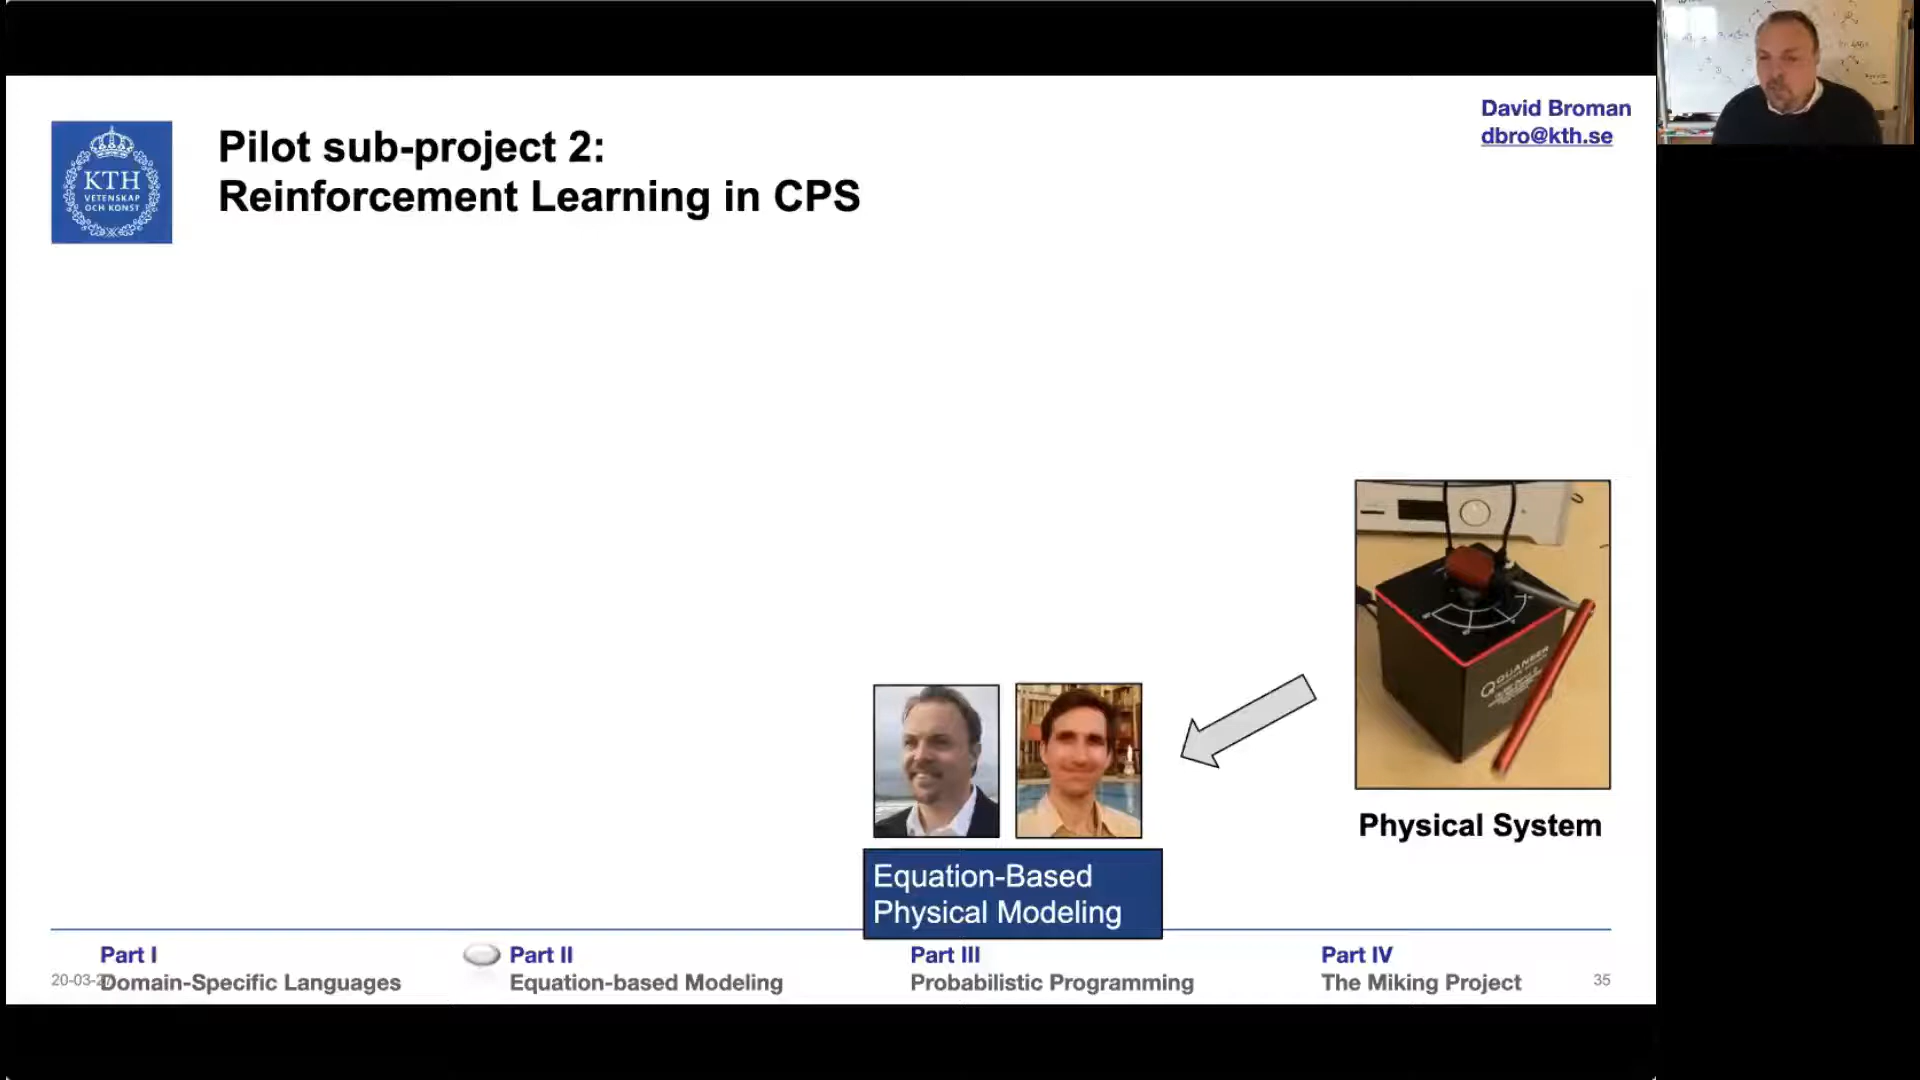 David Broman
dbro@kth.se
KTH
VETENSKAP
OCH KONST
Pilot sub-project 2:
Reinforcement Learning in CPS
QUANSER
Physical System
Equation-Based
Physical Modeling
Part I
Domain-Specific Languages
Part II
Equation-based Modeling
Part III
Probabilistic Programming
Part IV
The Miking Project
35